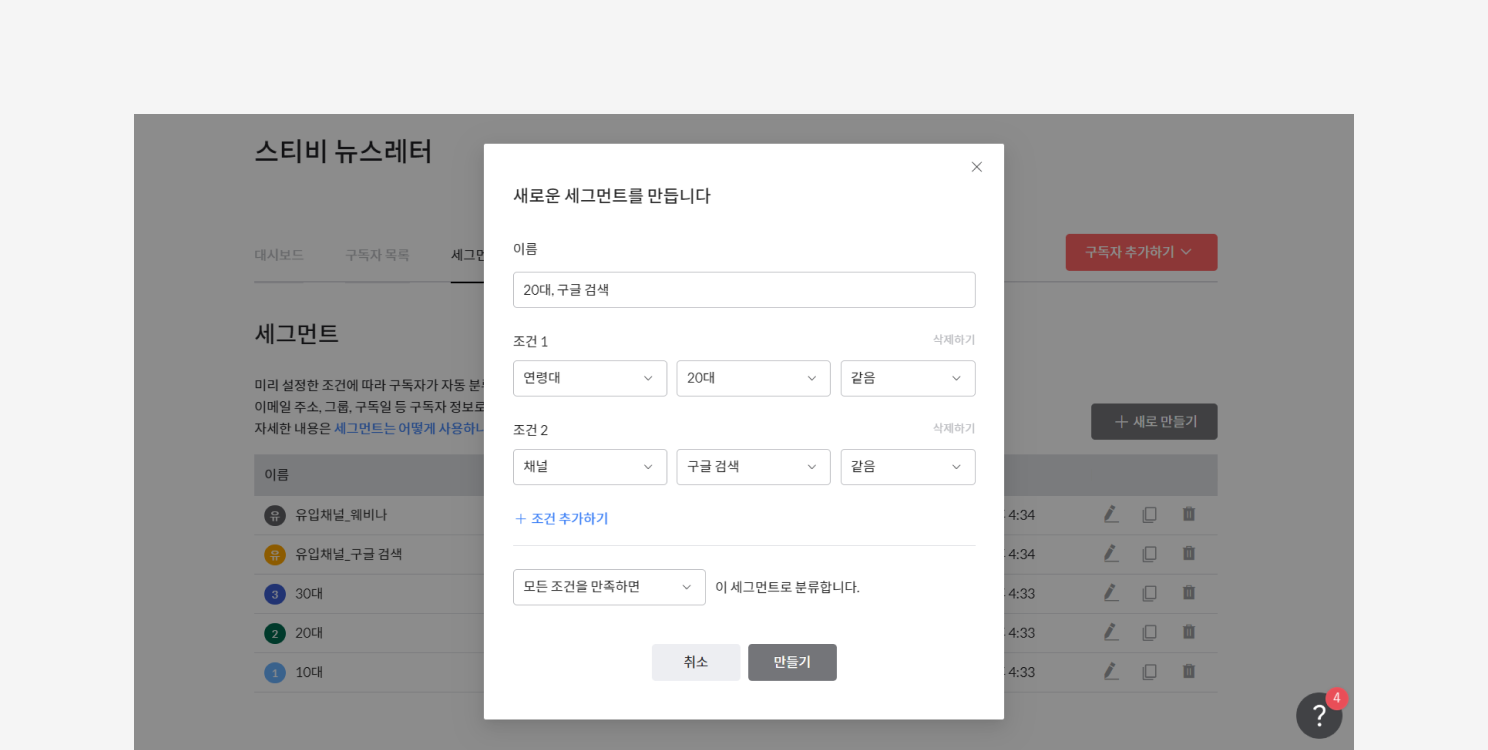 스티비 뉴스레터
대시보드 구독자 목록 세그먼
구독자 추가하기
세그먼트
미리 설정한 조건에 따라 구독자가 자동 분류
이메일 주소, 그룹, 구독일 등 구독자 정보로
자세한 내용은 세그먼트는 어떻게 사용하나
+ 새로 만들기
이름
유 유입채널_웨비나 4:34
유 유입채널_구글 검색 4:34
3 30대 4:33
2 20대 4:33
1 10대 4:33
새로운 세그먼트를 만듭니다
이름
20대, 구글 검색
조건 1 삭제하기
연령대 20대 같음
조건 2 삭제하기
채널 구글 검색 같음
+ 조건 추가하기
모든 조건을 만족하면 이 세그먼트로 분류합니다.
취소 만들기
? 4